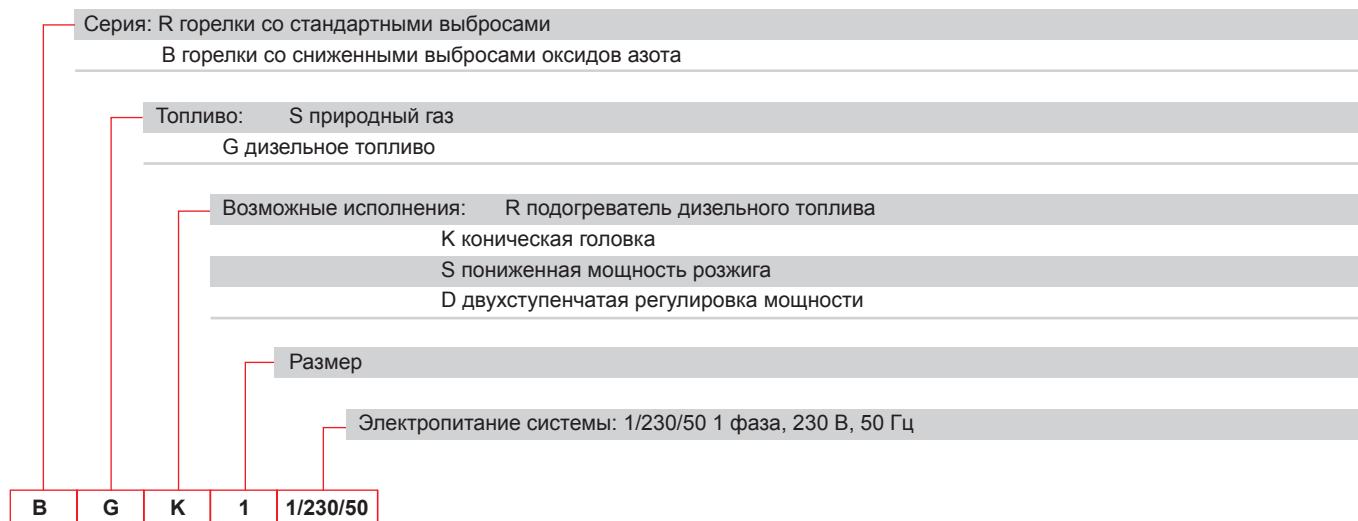 Серия: R горелки со стандартными выбросами
B горелки со сниженными выбросами оксидов азота
Топливо: S природный газ
G дизельное топливо
Возможные исполнения: R подогреватель дизельного топлива
K коническая головка
S пониженная мощность розжига
D двухступенчатая регулировка мощности
Размер
Электропитание системы: 1/230/50 1 фаза, 230 В, 50 Гц
B G K 1 1/230/50